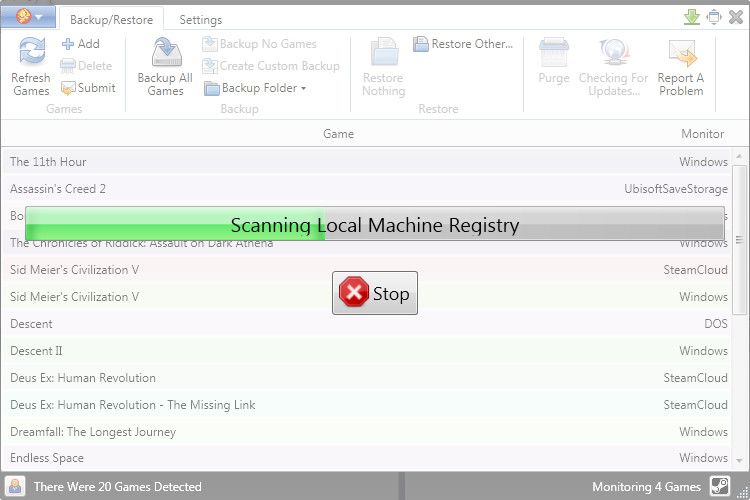 Backup/Restore Settings
Refresh Games
Add
Delete
Submit
Games
Backup All Games
Backup No Games
Create Custom Backup
Backup Folder
Backup
Restore Nothing
Restore Other...
Restore
Purge
Checking For Updates...
Report A Problem
Game Monitor
The 11th Hour Windows
Assassin's Creed 2 UbisoftSaveStorage
Scanning Local Machine Registry
The Chronicles of Riddick: Assault on Dark Athena Windows
Sid Meier's Civilization V SteamCloud
Stop
Sid Meier's Civilization V Windows
Descent DOS
Descent II Windows
Deus Ex: Human Revolution SteamCloud
Deus Ex: Human Revolution - The Missing Link SteamCloud
Dreamfall: The Longest Journey Windows
Endless Space Windows
There Were 20 Games Detected Monitoring 4 Games